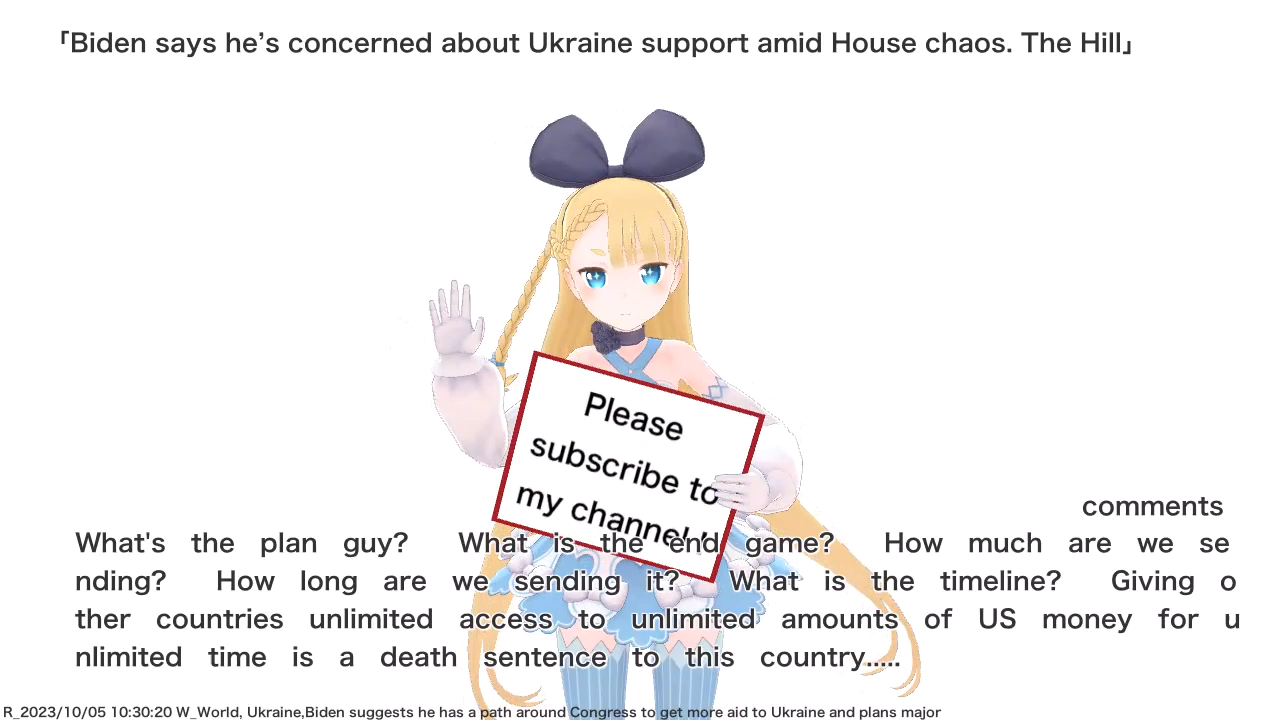 「Biden says he’s concerned about Ukraine support amid House chaos. The Hill」
Please
subscribe to
my channel!
comments
What's the plan guy? What is the end game? How much are we se
nding? How long are we sending it? What is the timeline? Giving o
ther countries unlimited access to unlimited amounts of US money for u
nlimited time is a death sentence to this country.....
R_2023/10/05 10:30:20 W_World, Ukraine,Biden suggests he has a path around Congress to get more aid to Ukraine and plans major